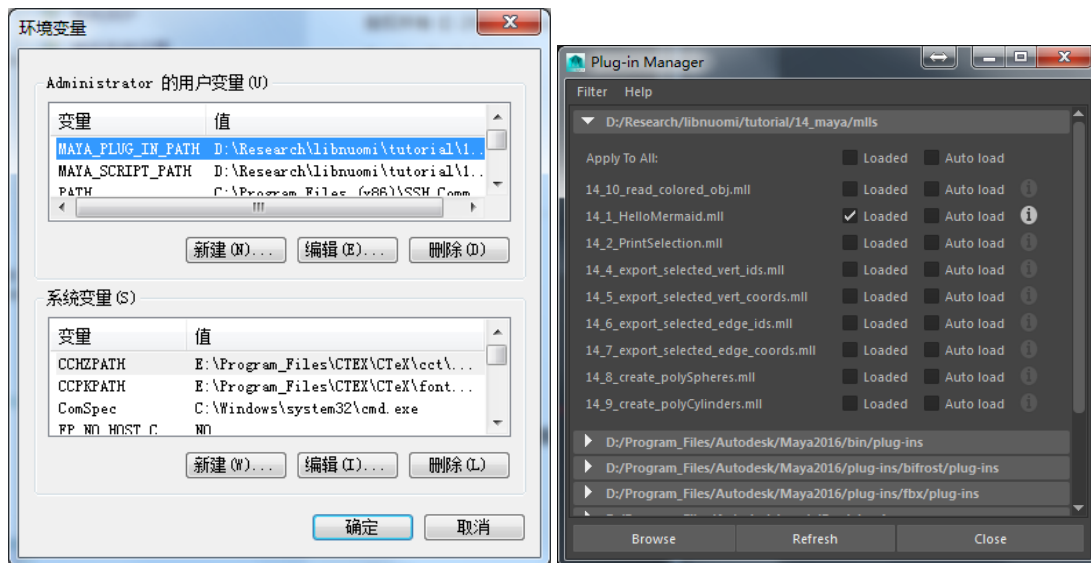 环境变量
Administrator 的用户变量(U)
变量 值
MAYA_PLUG_IN_PATH D:\Research\libnuomi\tutorial\1...
MAYA_SCRIPT_PATH D:\Research\libnuomi\tutorial\1...
PATH C:\Program Files (x86)\SSH Comm...
新建(N)... 编辑(E)... 删除(D)
系统变量(S)
变量 值
CCHZPATH E:\Program_Files\CTEX\CTeX\cct\...
CCPKPATH E:\Program_Files\CTEX\CTeX\font...
ComSpec C:\Windows\system32\cmd.exe
FP_NO_HOST_C... NO
新建(W)... 编辑(I)... 删除(L)
确定 取消
Plug-in Manager
Filter Help
D:/Research/libnuomi/tutorial/14_maya/mlls
Apply To All: Loaded Auto load
14_10_read_colored_obj.mll Loaded Auto load
14_1_HelloMermaid.mll Loaded Auto load
14_2_PrintSelection.mll Loaded Auto load
14_4_export_selected_vert_ids.mll Loaded Auto load
14_5_export_selected_vert_coords.mll Loaded Auto load
14_6_export_selected_edge_ids.mll Loaded Auto load
14_7_export_selected_edge_coords.mll Loaded Auto load
14_8_create_polySpheres.mll Loaded Auto load
14_9_create_polyCylinders.mll Loaded Auto load
D:/Program_Files/Autodesk/Maya2016/bin/plug-ins
D:/Program_Files/Autodesk/Maya2016/plug-ins/bifrost/plug-ins
D:/Program_Files/Autodesk/Maya2016/plug-ins/fbx/plug-ins
Browse Refresh Close